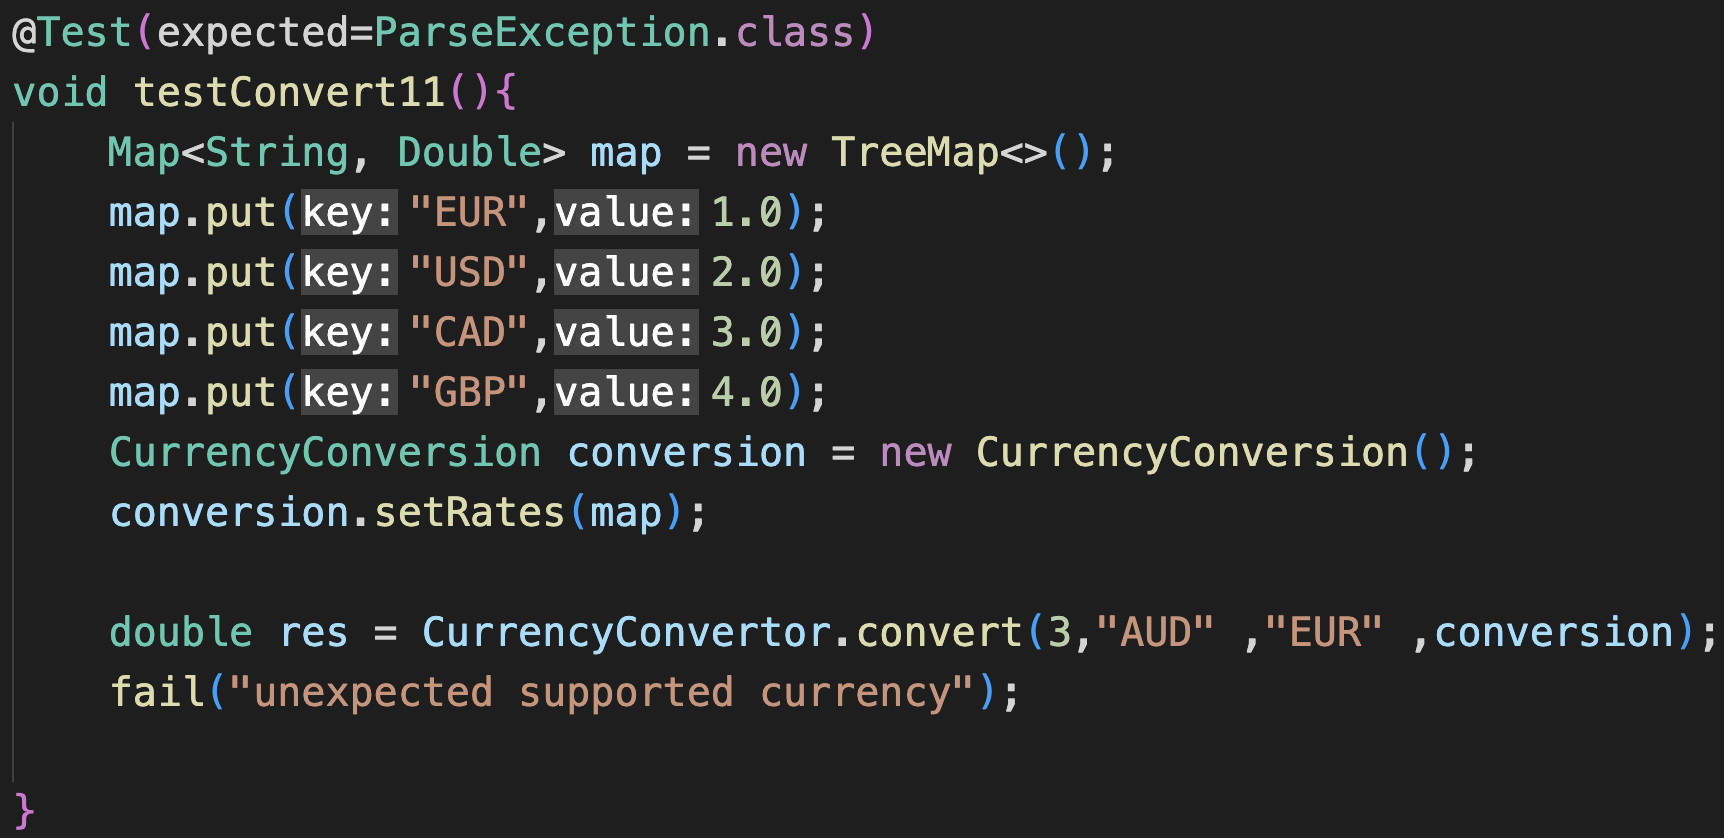 @Test(expected=ParseException.class)
void testConvert11(){
Map<String, Double> map = new TreeMap<>();
map.put(key: "EUR",value: 1.0);
map.put(key: "USD",value: 2.0);
map.put(key: "CAD",value: 3.0);
map.put(key: "GBP",value: 4.0);
CurrencyConversion conversion = new CurrencyConversion();
conversion.setRates(map);
double res = CurrencyConvertor.convert(3,"AUD" ,"EUR" ,conversion);
fail("unexpected supported currency");
}